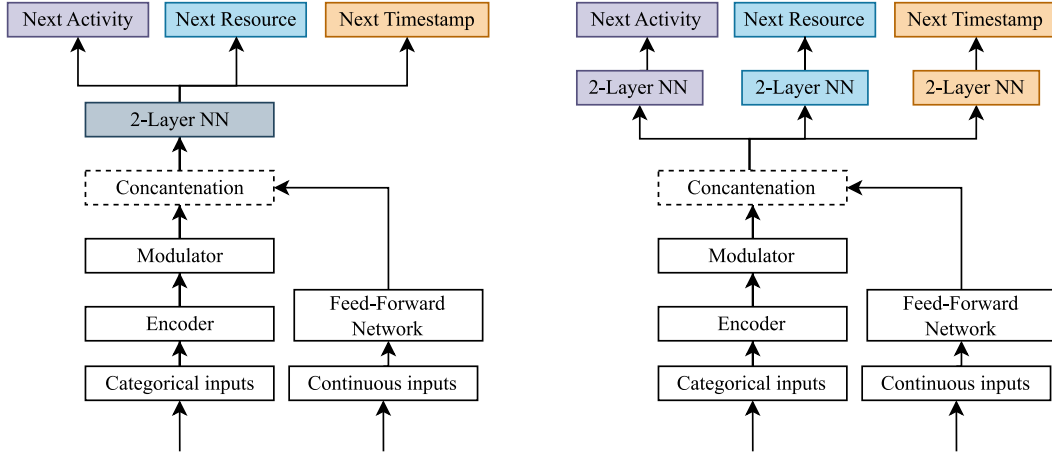 Next Activity
Next Resource
Next Timestamp
2-Layer NN
Concantenation
Modulator
Encoder
Feed-Forward
Network
Categorical inputs
Continuous inputs
Next Activity
Next Resource
Next Timestamp
2-Layer NN
2-Layer NN
2-Layer NN
Concantenation
Modulator
Encoder
Feed-Forward
Network
Categorical inputs
Continuous inputs